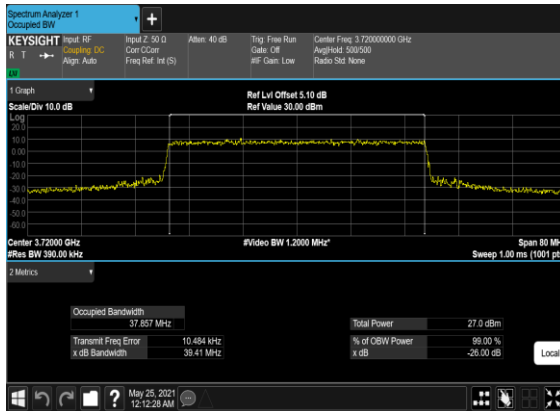 Spectrum Analyzer 1
Occupied BW
+
KEYSIGHT Input: RF Input Z: 50 Ω Atten: 40 dB Trig: Free Run Center Freq: 3.720000000 GHz
R T Coupling: DC Corr CCorr Gate: Off Avg|Hold: 500/500
Align: Auto Freq Ref: Int (S) #IF Gain: Low Radio Std: None
1 Graph
Scale/Div 10.0 dB
Ref Lvl Offset 5.10 dB
Ref Value 30.00 dBm
Log
20.0
10.0
0.00
-10.0
-20.0
-30.0
-40.0
-50.0
-60.0
Center 3.72000 GHz #Video BW 1.2000 MHz* Span 80 MH
#Res BW 390.00 kHz Sweep 1.00 ms (1001 pt
2 Metrics
Occupied Bandwidth
37.857 MHz Total Power 27.0 dBm
Transmit Freq Error 10.484 kHz % of OBW Power 99.00 %
x dB Bandwidth 39.41 MHz x dB -26.00 dB
Local
? May 25, 2021
12:12:28 AM